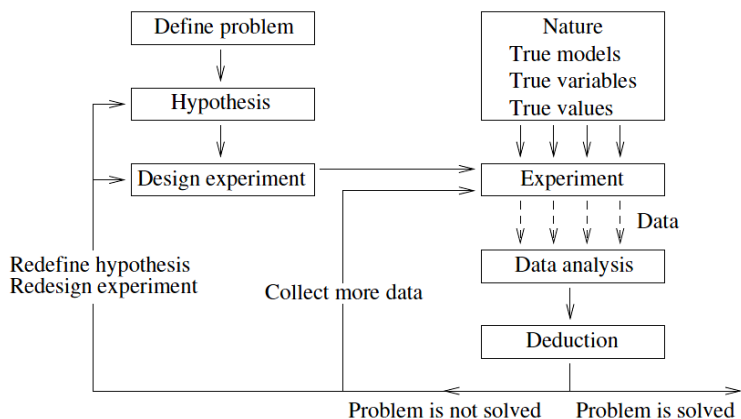 Define problem
Nature
True models
True variables
True values
Hypothesis
Design experiment
Experiment
Data
Redefine hypothesis
Redesign experiment
Collect more data
Data analysis
Deduction
Problem is not solved
Problem is solved